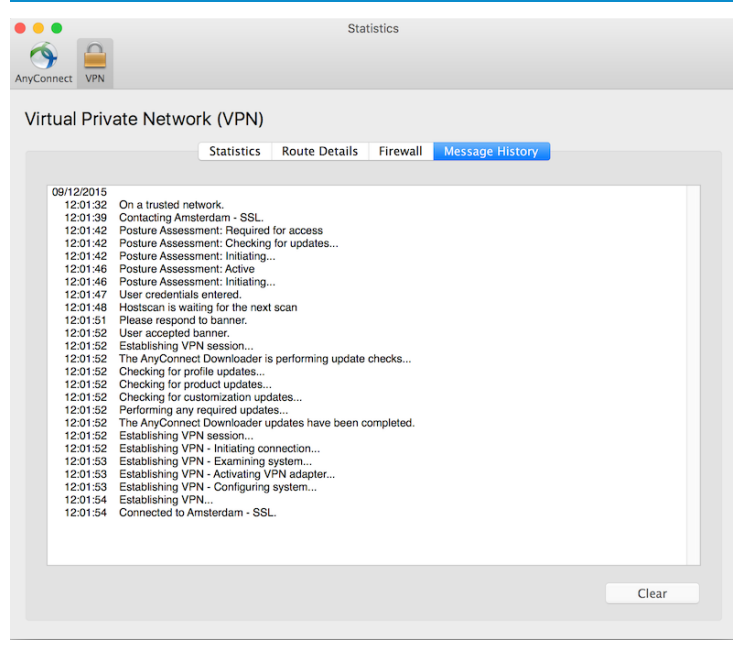 Statistics
AnyConnect VPN
Virtual Private Network (VPN)
Statistics Route Details Firewall Message History
09/12/2015
12:01:32 On a trusted network.
12:01:39 Contacting Amsterdam - SSL.
12:01:42 Posture Assessment: Required for access
12:01:42 Posture Assessment: Checking for updates...
12:01:42 Posture Assessment: Initiating...
12:01:46 Posture Assessment: Active
12:01:46 Posture Assessment: Initiating...
12:01:47 User credentials entered.
12:01:48 Hostscan is waiting for the next scan
12:01:51 Please respond to banner.
12:01:52 User accepted banner.
12:01:52 Establishing VPN session...
12:01:52 The AnyConnect Downloader is performing update checks...
12:01:52 Checking for profile updates...
12:01:52 Checking for product updates...
12:01:52 Checking for customization updates...
12:01:52 Performing any required updates...
12:01:52 The AnyConnect Downloader updates have been completed.
12:01:52 Establishing VPN session...
12:01:52 Establishing VPN - Initiating connection...
12:01:53 Establishing VPN - Examining system...
12:01:53 Establishing VPN - Activating VPN adapter...
12:01:53 Establishing VPN - Configuring system...
12:01:54 Establishing VPN...
12:01:54 Connected to Amsterdam - SSL.
Clear